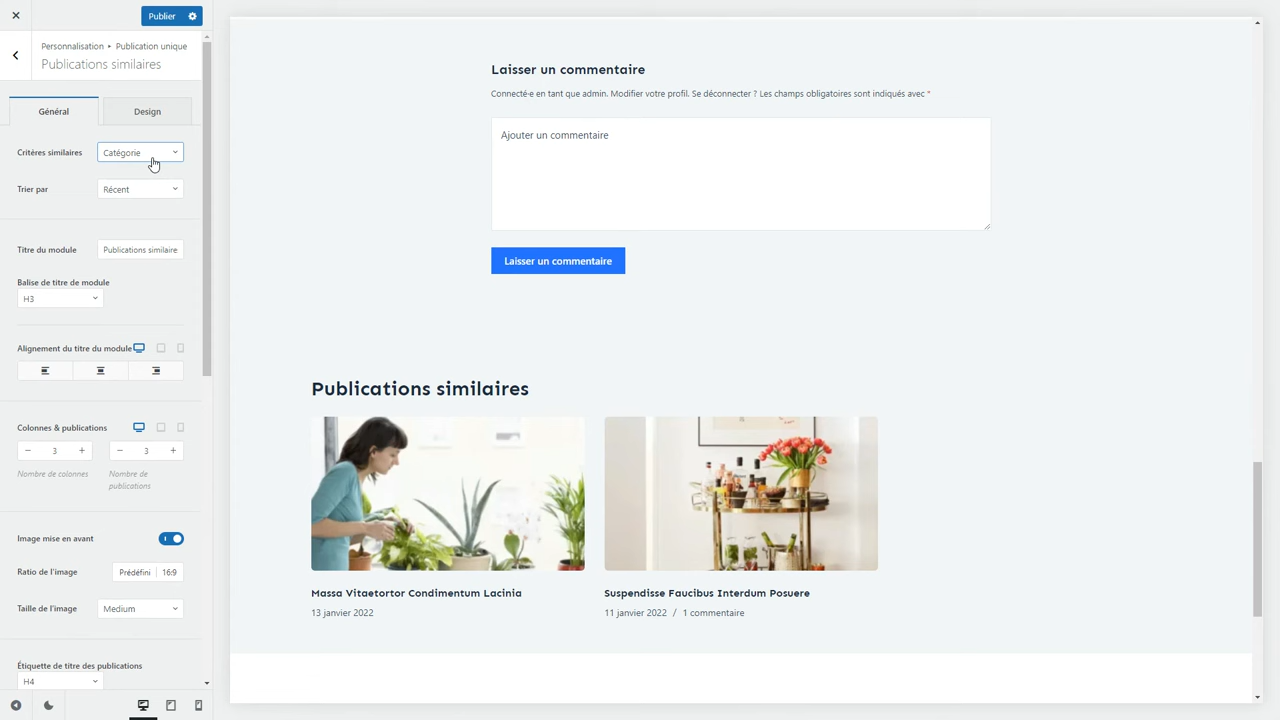 Publier
Personnalisation ▸ Publication unique
Publications similaires
Général
Design
Critères similaires
Catégorie
Trier par
Récent
Titre du module
Publications similaire
Balise de titre de module
H3
Alignement du titre du module
Colonnes & publications
− 3 +
− 3 +
Nombre de colonnes
Nombre de
publications
Image mise en avant
Ratio de l'image
Prédéfini
16:9
Taille de l'image
Medium
Étiquette de titre des publications
H4
Laisser un commentaire
Connecté·e en tant que admin. Modifier votre profil. Se déconnecter ? Les champs obligatoires sont indiqués avec *
Ajouter un commentaire
Laisser un commentaire
Publications similaires
Massa Vitaetortor Condimentum Lacinia
13 janvier 2022
Suspendisse Faucibus Interdum Posuere
11 janvier 2022 / 1 commentaire